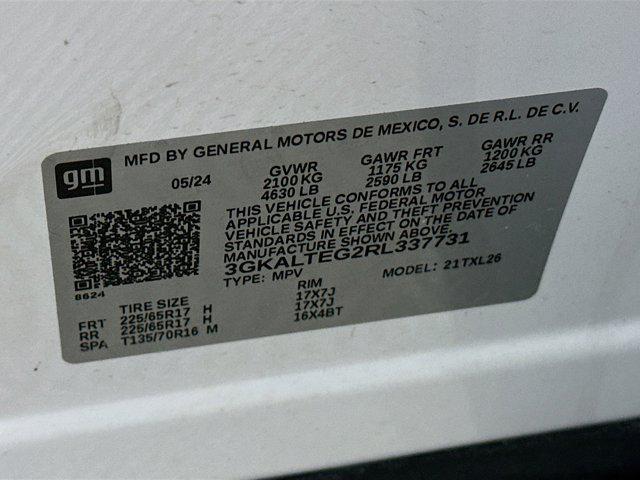 gm
MFD BY GENERAL MOTORS DE MEXICO, S. DE R.L. DE C.V.
05/24 GVWR GAWR FRT GAWR RR
2100 KG 1175 KG 1200 KG
4630 LB 2590 LB 2645 LB
THIS VEHICLE CONFORMS TO ALL
APPLICABLE U.S. FEDERAL MOTOR
VEHICLE SAFETY AND THEFT PREVENTION
STANDARDS IN EFFECT ON THE DATE OF
MANUFACTURE SHOWN ABOVE.
3GKALTEG2RL337731
TYPE: MPV MODEL: 21TXL26
8624
TIRE SIZE RIM
FRT 225/65R17 H 17X7J
RR 225/65R17 H 17X7J
SPA T135/70R16 M 16X4BT